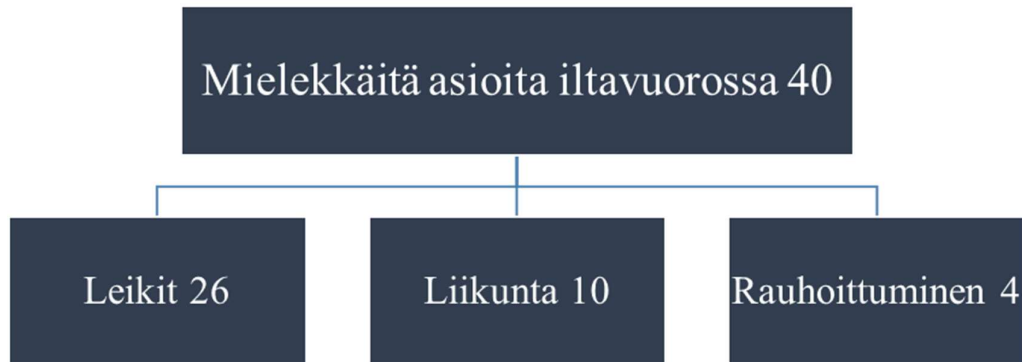 Mielekkäitä asioita iltavuorossa 40
Leikit 26
Liikunta 10
Rauhoittuminen 4